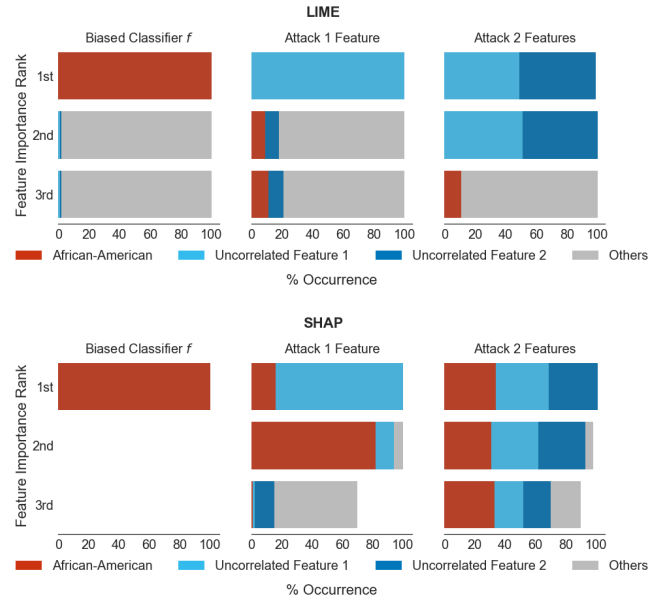 LIME
Biased Classifier f
Attack 1 Feature
Attack 2 Features
Feature Importance Rank
1st
2nd
3rd
0 20 40 60 80 100
0 20 40 60 80 100
0 20 40 60 80 100
African-American
Uncorrelated Feature 1
Uncorrelated Feature 2
Others
% Occurrence
SHAP
Biased Classifier f
Attack 1 Feature
Attack 2 Features
Feature Importance Rank
1st
2nd
3rd
0 20 40 60 80 100
0 20 40 60 80 100
0 20 40 60 80 100
African-American
Uncorrelated Feature 1
Uncorrelated Feature 2
Others
% Occurrence